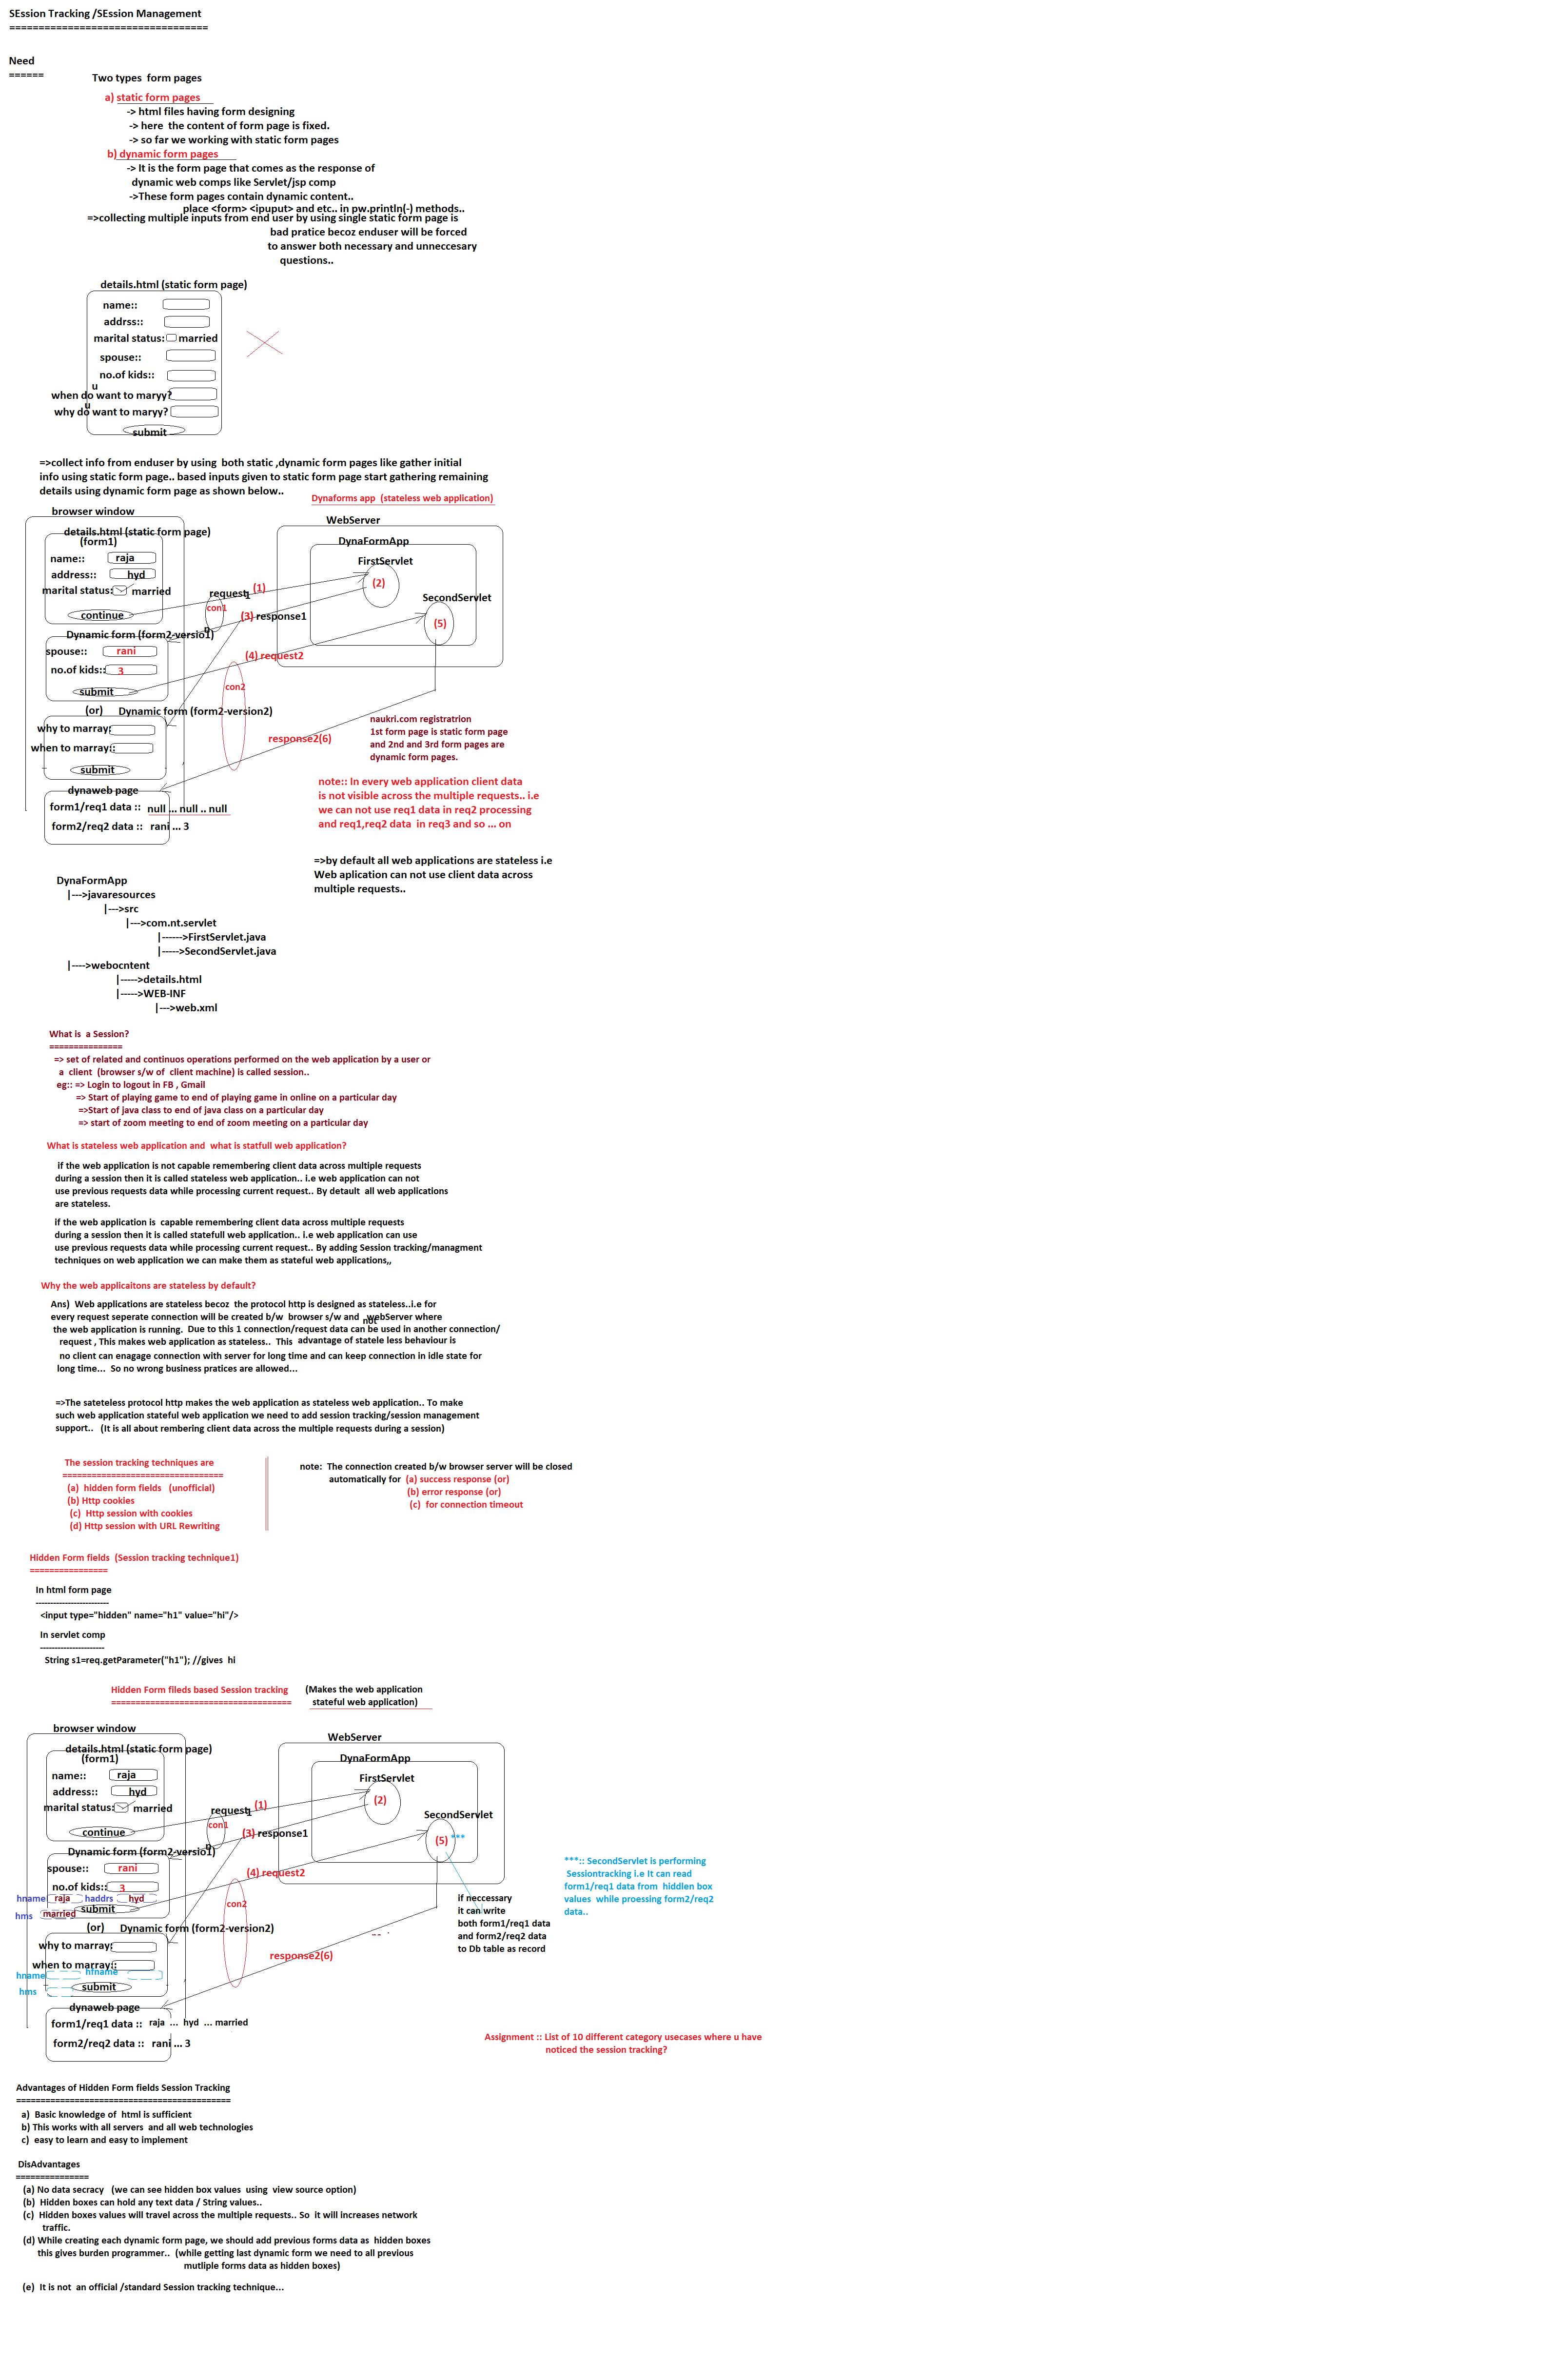 SEssion Tracking /SEssion Management
==================================
Need
======
Two types  form pages
a) static form pages
-> html files having form designing
-> here  the content of form page is fixed.
-> so far we working with static form pages
b) dynamic form pages
-> It is the form page that comes as the response of
dynamic web comps like Servlet/jsp comp
->These form pages contain dynamic content..
place <form> <ipuput> and etc.. in pw.println(-) methods..
=>collecting multiple inputs from end user by using single static form page is
bad pratice becoz enduser will be forced
to answer both necessary and unneccesary
questions..
details.html (static form page)
name::
addrss::
marital status: married
spouse::
no.of kids::
u
when do want to maryy?
u
why do want to maryy?
submit
=>collect info from enduser by using  both static ,dynamic form pages like gather initial
info using static form page.. based inputs given to static form page start gathering remaining
details using dynamic form page as shown below..
Dynaforms app  (stateless web application)
browser window
WebServer
details.html (static form page)
(form1)
DynaFormApp
name:: raja
FirstServlet
address:: hyd
(2)
marital status: married
request1 (1)
SecondServlet
con1
continue
(3) response1
(5)
n
Dynamic form (form2-versio1)
spouse:: rani
(4) request2
no.of kids:: 3
con2
submit
(or) Dynamic form (form2-version2)
why to marray:
when to marray::
response2(6)
submit
naukri.com registratrion
1st form page is static form page
and 2nd and 3rd form pages are
dynamic form pages.
note:: In every web application client data
is not visible across the multiple requests.. i.e
we can not use req1 data in req2 processing
and req1,req2 data  in req3 and so ... on
dynaweb page
form1/req1 data :: null ... null .. null
form2/req2 data :: rani ... 3
=>by default all web applications are stateless i.e
Web aplication can not use client data across
multiple requests..
DynaFormApp
|--->javaresources
|--->src
|--->com.nt.servlet
|------>FirstServlet.java
|----->SecondServlet.java
|---->webocntent
|----->details.html
|----->WEB-INF
|--->web.xml
What is  a Session?
===============
=> set of related and continuos operations performed on the web application by a user or
a  client  (browser s/w of  client machine) is called session..
eg:: => Login to logout in FB , Gmail
=> Start of playing game to end of playing game in online on a particular day
=>Start of java class to end of java class on a particular day
=> start of zoom meeting to end of zoom meeting on a particular day
What is stateless web application and  what is statfull web application?
if the web application is not capable remembering client data across multiple requests
during a session then it is called stateless web application.. i.e web application can not
use previous requests data while processing current request.. By detault  all web applications
are stateless.
if the web application is  capable remembering client data across multiple requests
during a session then it is called statefull web application.. i.e web application can use
use previous requests data while processing current request.. By adding Session tracking/managment
techniques on web application we can make them as stateful web applications,,
Why the web applicaitons are stateless by default?
Ans)  Web applications are stateless becoz  the protocol http is designed as stateless..i.e for
every request seperate connection will be created b/w  browser s/w and  webServer where
not
the web application is running.  Due to this 1 connection/request data can be used in another connection/
request , This makes web application as stateless..  This  advantage of statele less behaviour is
no client can enagage connection with server for long time and can keep connection in idle state for
long time...  So no wrong business pratices are allowed...
=>The sateteless protocol http makes the web application as stateless web application.. To make
such web application stateful web application we need to add session tracking/session management
support..   (It is all about rembering client data across the multiple requests during a session)
The session tracking techniques are
=================================
(a)  hidden form fields   (unofficial)
(b) Http cookies
(c)  Http session with cookies
(d) Http session with URL Rewriting
note:  The connection created b/w browser server will be closed
automatically for  (a) success response (or)
(b) error response (or)
(c)  for connection timeout
Hidden Form fields  (Session tracking technique1)
================
In html form page
-------------------------
<input type="hidden" name="h1" value="hi"/>
In servlet comp
----------------------
String s1=req.getParameter("h1"); //gives  hi
Hidden Form fileds based Session tracking
=====================================
(Makes the web application
stateful web application)
browser window
WebServer
details.html (static form page)
(form1)
DynaFormApp
name:: raja
FirstServlet
address:: hyd
(2)
marital status: married
request1 (1)
SecondServlet
con1
continue
(3) response1
(5) ***
n
Dynamic form (form2-versio1)
spouse:: rani
(4) request2
no.of kids:: 3
hname raja haddrs hyd
submit
hms married
con2
(or) Dynamic form (form2-version2)
why to marray:
when to marray::
response2(6)
hname hfname
submit
hms
if neccessary
it can write
both form1/req1 data
and form2/req2 data
to Db table as record
***:: SecondServlet is performing
Sessiontracking i.e It can read
form1/req1 data from  hiddlen box
values  while proessing form2/req2
data..
dynaweb page
form1/req1 data :: raja  ...  hyd  ... married
form2/req2 data :: rani ... 3
Assignment :: List of 10 different category usecases where u have
noticed the session tracking?
Advantages of Hidden Form fields Session Tracking
============================================
a)  Basic knowledge of  html is sufficient
b) This works with all servers  and all web technologies
c)  easy to learn and easy to implement
DisAdvantages
===============
(a) No data secracy   (we can see hidden box values  using  view source option)
(b)  Hidden boxes can hold any text data / String values..
(c)  Hidden boxes values will travel across the multiple requests.. So  it will increases network
traffic.
(d) While creating each dynamic form page, we should add previous forms data as  hidden boxes
this gives burden programmer..  (while getting last dynamic form we need to all previous
mutliple forms data as hidden boxes)
(e)  It is not  an official /standard Session tracking technique...